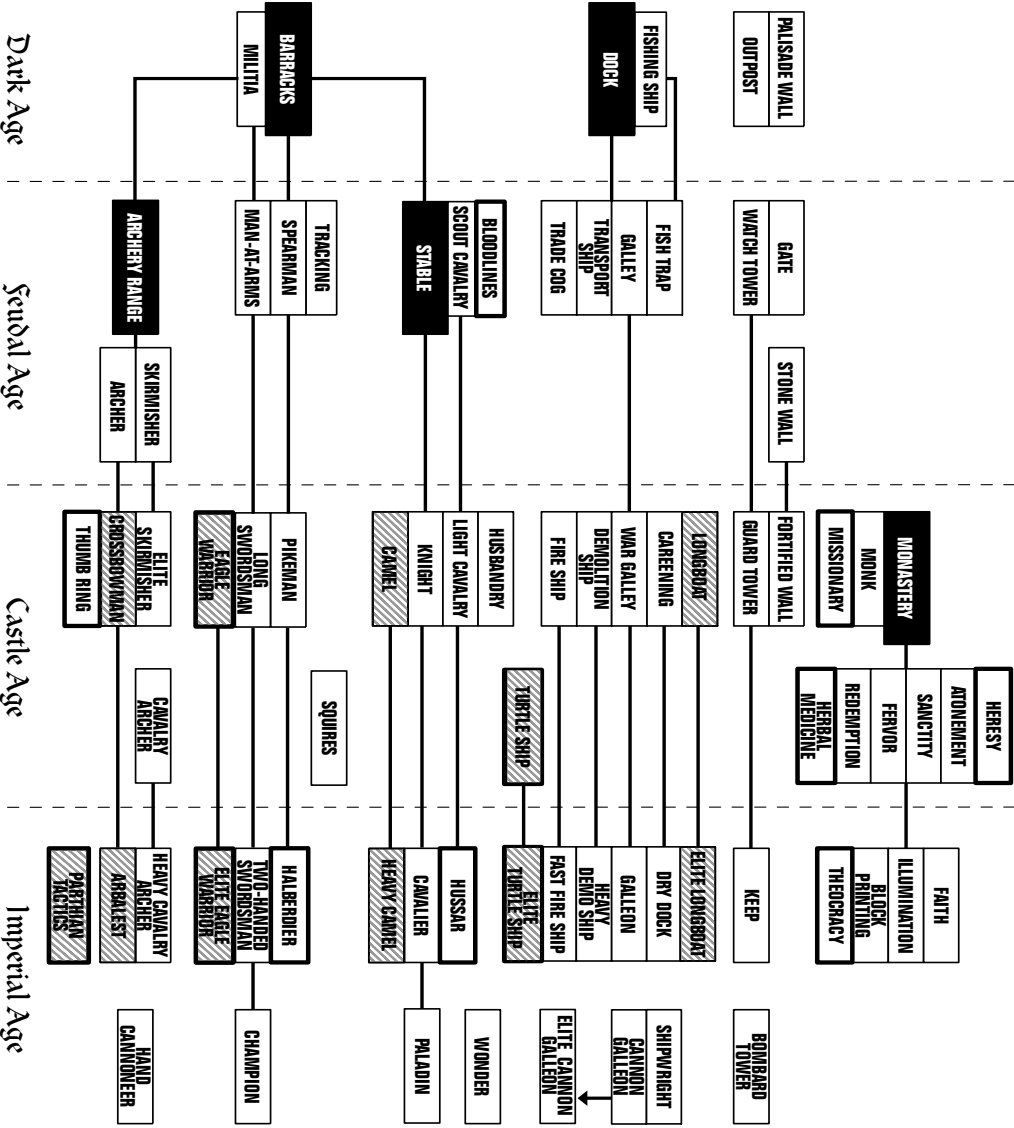 PALISADE WALL
OUTPOST
FISHING SHIP
DOCK
BARRACKS
MILITIA
Dark Age
GATE
WATCH TOWER
STONE WALL
FISH TRAP
GALLEY
TRANSPORT
SHIP
TRADE COG
BLOODLINES
SCOUT CAVALRY
STABLE
TRACKING
SPEARMAN
MAN-AT-ARMS
ARCHERY RANGE
SKIRMISHER
ARCHER
Feudal Age
MONASTERY
MONK
MISSIONARY
HERESY
ATONEMENT
SANCTITY
FERVOR
REDEMPTION
HERBAL
MEDICINE
FORTIFIED WALL
GUARD TOWER
LONGBOAT
CAREENING
WAR GALLEY
DEMOLITION
SHIP
FIRE SHIP
TURTLE SHIP
HUSBANDRY
LIGHT CAVALRY
KNIGHT
CAMEL
SQUIRES
PIKEMAN
LONG
SWORDSMAN
EAGLE
WARRIOR
ELITE
SKIRMISHER
CROSSBOWMAN
THUMB RING
CAVALRY
ARCHER
Castle Age
FAITH
ILLUMINATION
BLOCK
PRINTING
THEOCRACY
KEEP
BOMBARD
TOWER
ELITE LONGBOAT
DRY DOCK
GALLEON
HEAVY
DEMO SHIP
FAST FIRE SHIP
ELITE
TURTLE SHIP
SHIPWRIGHT
CANNON
GALLEON
ELITE CANNON
GALLEON
WONDER
HUSSAR
CAVALIER
HEAVY CAMEL
PALADIN
HALBERDIER
TWO-HANDED
SWORDSMAN
ELITE EAGLE
WARRIOR
CHAMPION
HEAVY CAVALRY
ARCHER
ARBALEST
PARTHIAN
TACTICS
HAND
CANNONEER
Imperial Age